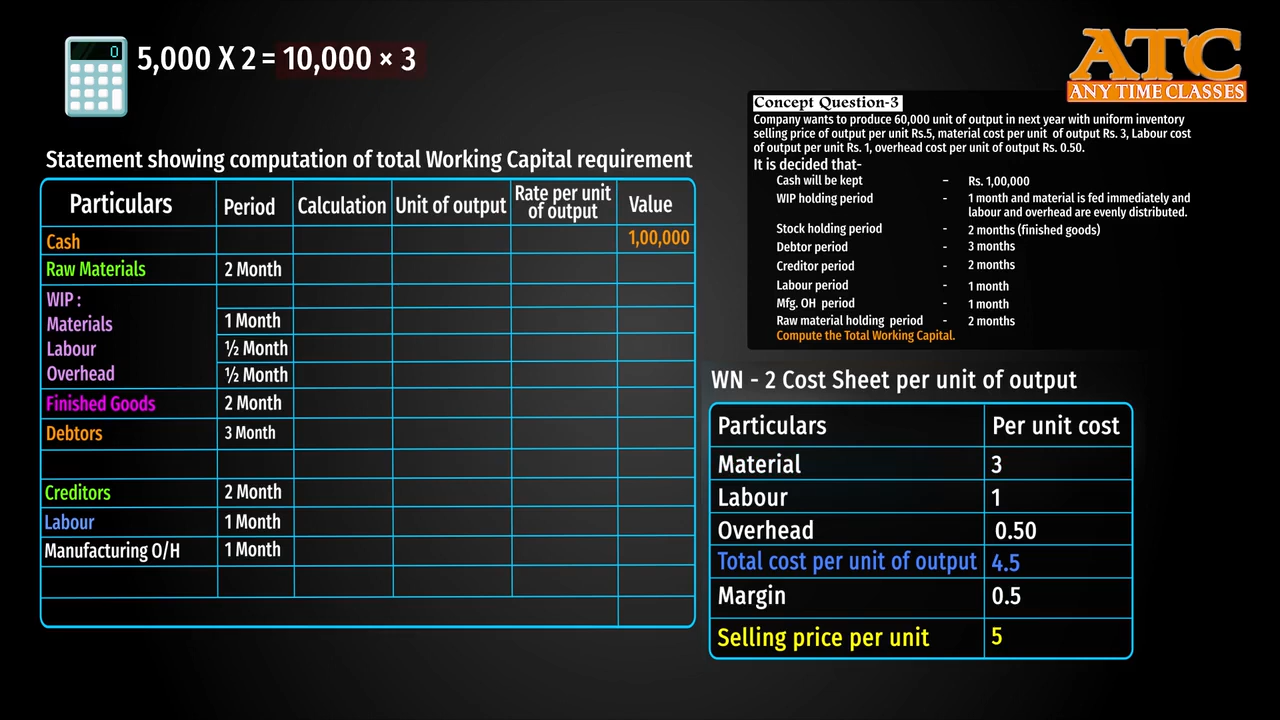 0
5,000 X 2 = 10,000 × 3
ATC
ANY TIME CLASSES
Concept Question-3
Company wants to produce 60,000 unit of output in next year with uniform inventory
selling price of output per unit Rs.5, material cost per unit of output Rs. 3, Labour cost
of output per unit Rs. 1, overhead cost per unit of output Rs. 0.50.
It is decided that-
Cash will be kept – Rs. 1,00,000
WIP holding period - 1 month and material is fed immediately and
labour and overhead are evenly distributed.
Stock holding period - 2 months (finished goods)
Debtor period - 3 months
Creditor period - 2 months
Labour period - 1 month
Mfg. OH period - 1 month
Raw material holding period - 2 months
Compute the Total Working Capital.
Statement showing computation of total Working Capital requirement
Particulars Period Calculation Unit of output Rate per unit of output Value
Cash 1,00,000
Raw Materials 2 Month
WIP :
Materials 1 Month
Labour ½ Month
Overhead ½ Month
Finished Goods 2 Month
Debtors 3 Month
Creditors 2 Month
Labour 1 Month
Manufacturing O/H 1 Month
WN - 2 Cost Sheet per unit of output
Particulars Per unit cost
Material 3
Labour 1
Overhead 0.50
Total cost per unit of output 4.5
Margin 0.5
Selling price per unit 5